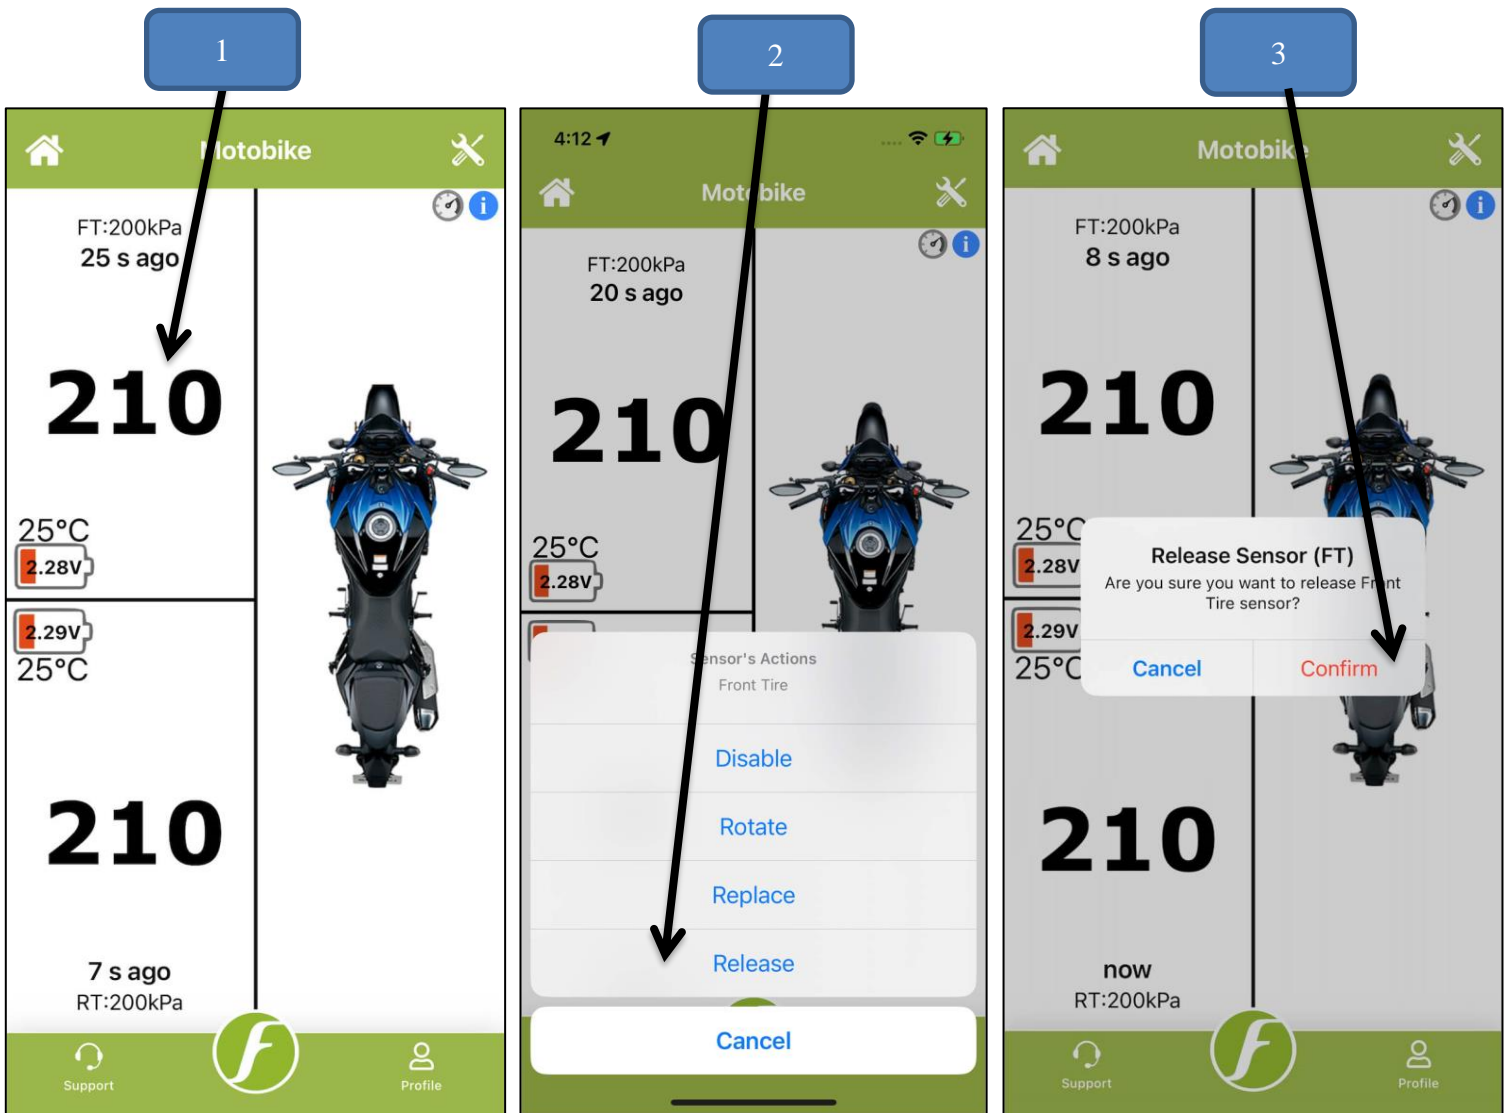 1
2
3
Motobike
FT:200kPa
25 s ago
210
25°C
2.28V
2.29V
25°C
210
7 s ago
RT:200kPa
Support
Profile
4:12
Motobike
FT:200kPa
20 s ago
210
25°C
2.28V
Sensor's Actions
Front Tire
Disable
Rotate
Replace
Release
Cancel
Motobike
FT:200kPa
8 s ago
210
25°C
2.28V
Release Sensor (FT)
Are you sure you want to release Front
Tire sensor?
Cancel Confirm
2.29V
25°C
210
now
RT:200kPa
Support
Profile